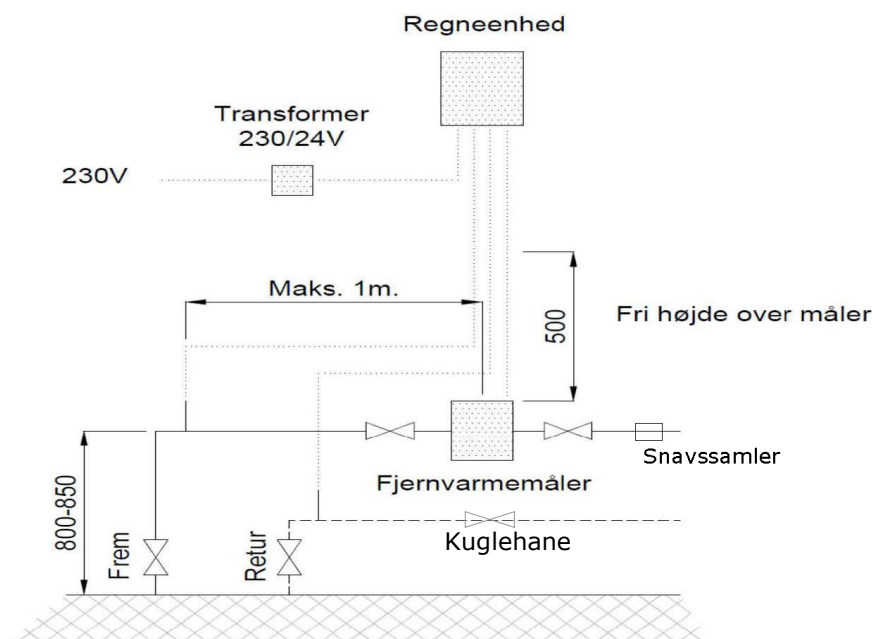 Regneenhed
Transformer
230/24V
230V
Maks. 1m.
500
Fri højde over måler
Snavssamler
Fjernvarmemåler
800-850
Frem
Retur
Kuglehane